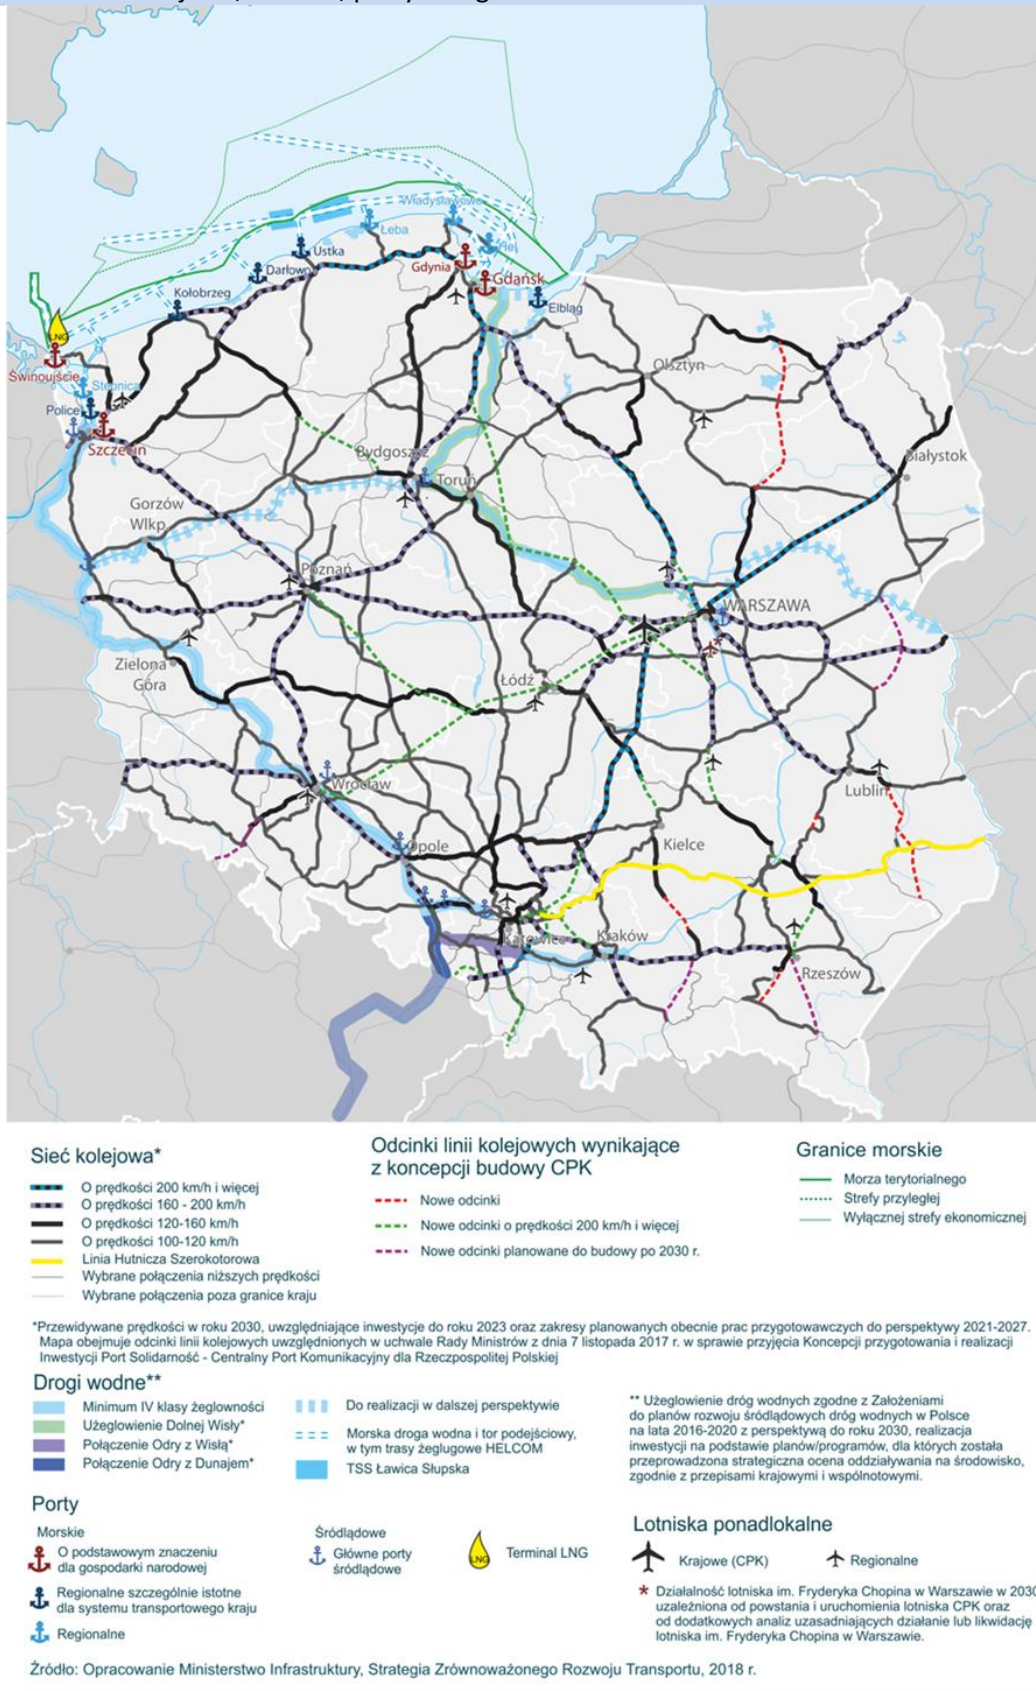 Władysławowo
Łeba
Hel
Ustka
Gdynia
Darłowo
Gdańsk
Kołobrzeg
Elbląg
LNG
Olsztyn
Świnoujście
Stepnica
Police
Szczecin
Bydgoszcz
Białystok
Toruń
Gorzów
Wlkp.
Poznań
WARSZAWA
Zielona
Góra
Łódź
Wrocław
Lublin
Opole
Kielce
Katowice
Kraków
Rzeszów
Sieć kolejowa*
O prędkości 200 km/h i więcej
O prędkości 160 - 200 km/h
O prędkości 120-160 km/h
O prędkości 100-120 km/h
Linia Hutnicza Szerokotorowa
Wybrane połączenia niższych prędkości
Wybrane połączenia poza granice kraju
Odcinki linii kolejowych wynikające
z koncepcji budowy CPK
Nowe odcinki
Nowe odcinki o prędkości 200 km/h i więcej
Nowe odcinki planowane do budowy po 2030 r.
Granice morskie
Morza terytorialnego
Strefy przyległej
Wyłącznej strefy ekonomicznej
*Przewidywane prędkości w roku 2030, uwzględniające inwestycje do roku 2023 oraz zakresy planowanych obecnie prac przygotowawczych do perspektywy 2021-2027.
Mapa obejmuje odcinki linii kolejowych uwzględnionych w uchwale Rady Ministrów z dnia 7 listopada 2017 r. w sprawie przyjęcia Koncepcji przygotowania i realizacji
Inwestycji Port Solidarność - Centralny Port Komunikacyjny dla Rzeczpospolitej Polskiej
Drogi wodne**
Minimum IV klasy żeglowności
Użeglowienie Dolnej Wisły*
Połączenie Odry z Wisłą*
Połączenie Odry z Dunajem*
Do realizacji w dalszej perspektywie
Morska droga wodna i tor podejściowy,
w tym trasy żeglugowe HELCOM
TSS Ławica Słupska
** Użeglowienie dróg wodnych zgodne z Założeniami
do planów rozwoju śródlądowych dróg wodnych w Polsce
na lata 2016-2020 z perspektywą do roku 2030, realizacja
inwestycji na podstawie planów/programów, dla których została
przeprowadzona strategiczna ocena oddziaływania na środowisko,
zgodnie z przepisami krajowymi i wspólnotowymi.
Porty
Morskie
O podstawowym znaczeniu
dla gospodarki narodowej
Regionalne szczególnie istotne
dla systemu transportowego kraju
Regionalne
Śródlądowe
Główne porty
śródlądowe
LNG
Terminal LNG
Lotniska ponadlokalne
Krajowe (CPK)
Regionalne
* Działalność lotniska im. Fryderyka Chopina w Warszawie w 2030
uzależniona od powstania i uruchomienia lotniska CPK oraz
od dodatkowych analiz uzasadniających działanie lub likwidację
lotniska im. Fryderyka Chopina w Warszawie.
Źródło: Opracowanie Ministerstwo Infrastruktury, Strategia Zrównoważonego Rozwoju Transportu, 2018 r.